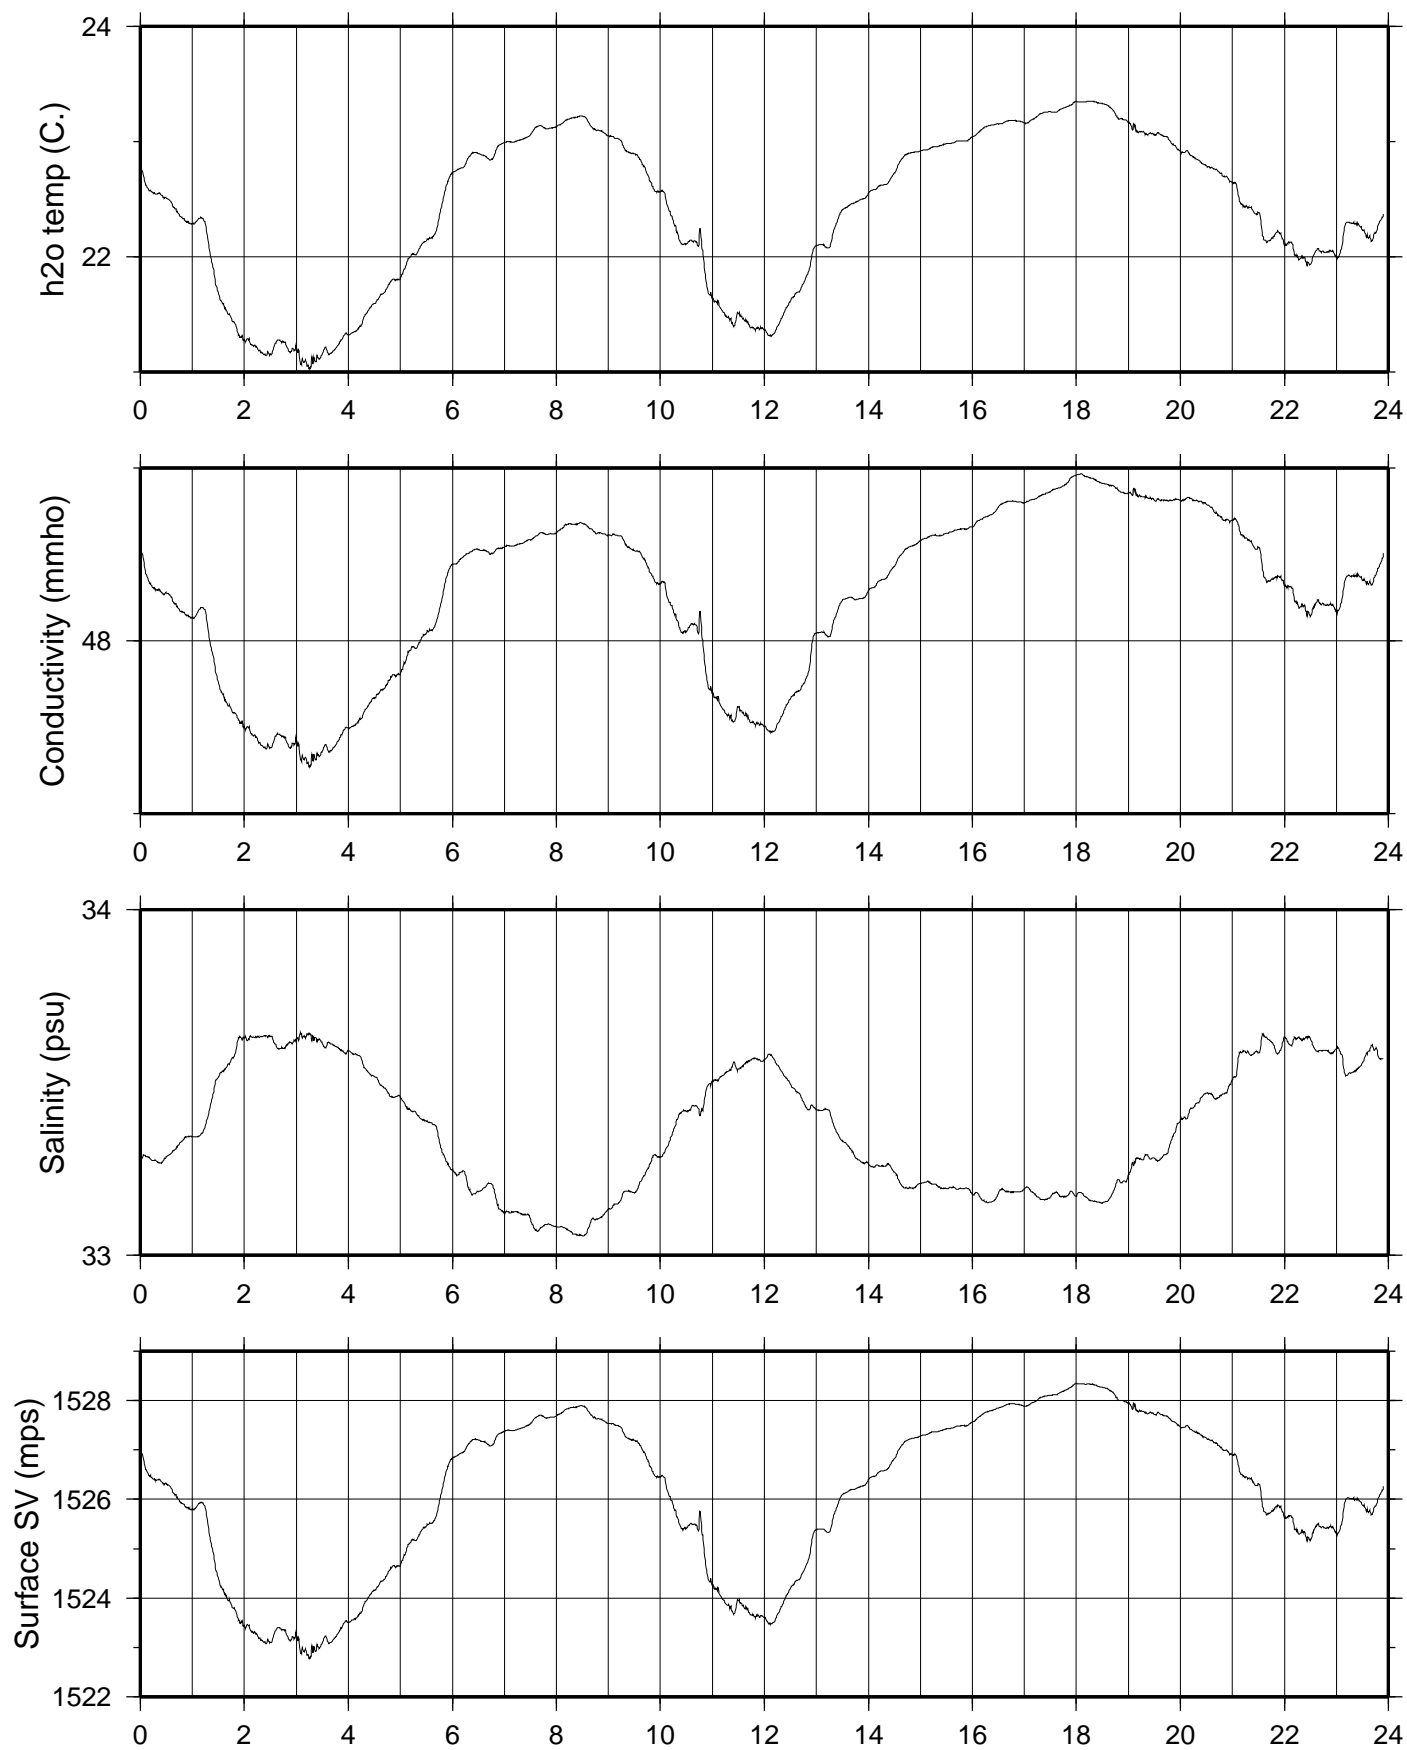 24
h2o temp (C.)
22
0 2 4 6 8 10 12 14 16 18 20 22 24
Conductivity (mmho)
48
0 2 4 6 8 10 12 14 16 18 20 22 24
34
Salinity (psu)
33
0 2 4 6 8 10 12 14 16 18 20 22 24
Surface SV (mps)
1528
1526
1524
1522
0 2 4 6 8 10 12 14 16 18 20 22 24